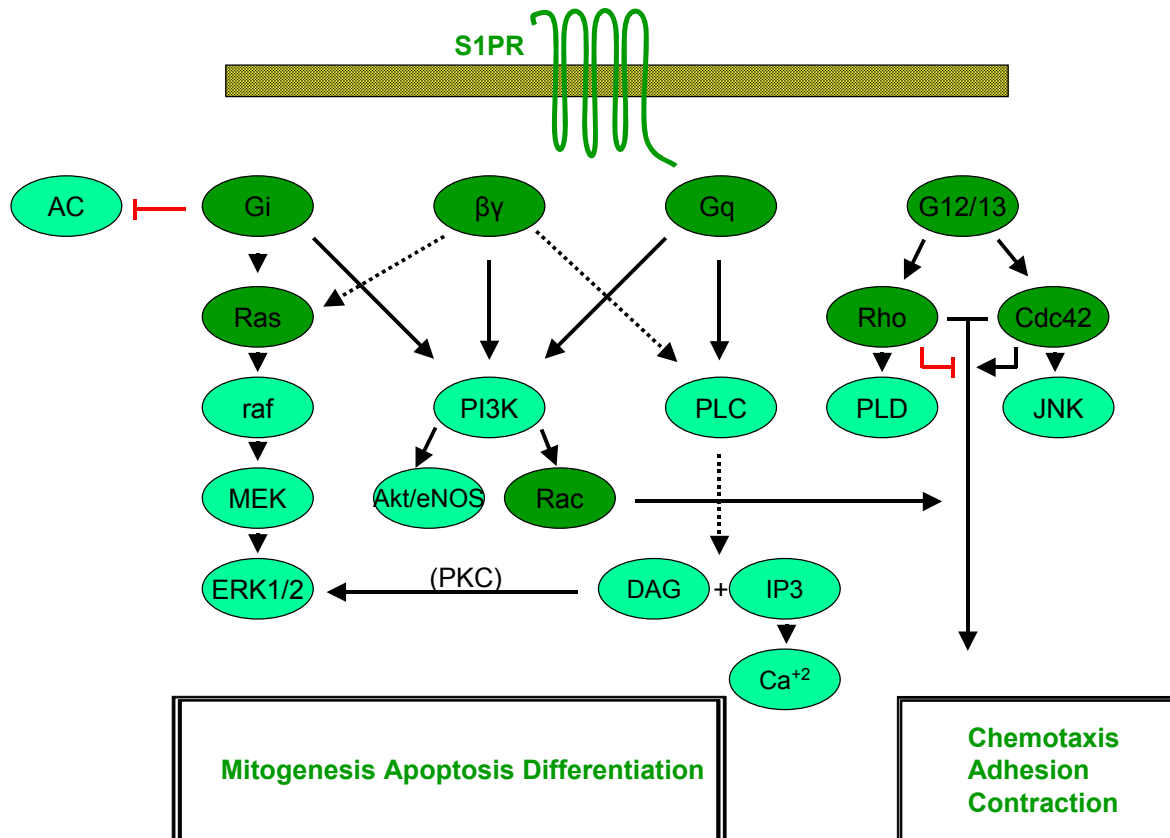 S1PR
AC
Gi
βγ
Gq
G12/13
Ras
Rho
Cdc42
raf
PI3K
PLC
PLD
JNK
MEK
Akt/eNOS
Rac
ERK1/2
(PKC)
DAG
+
IP3
Ca+2
Mitogenesis Apoptosis Differentiation
Chemotaxis
Adhesion
Contraction